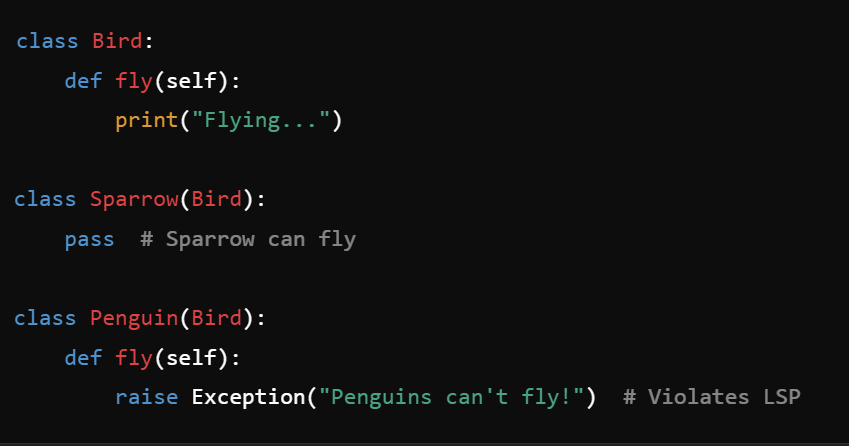 class Bird:
    def fly(self):
        print("Flying...")
class Sparrow(Bird):
    pass  # Sparrow can fly
class Penguin(Bird):
    def fly(self):
        raise Exception("Penguins can't fly!")  # Violates LSP